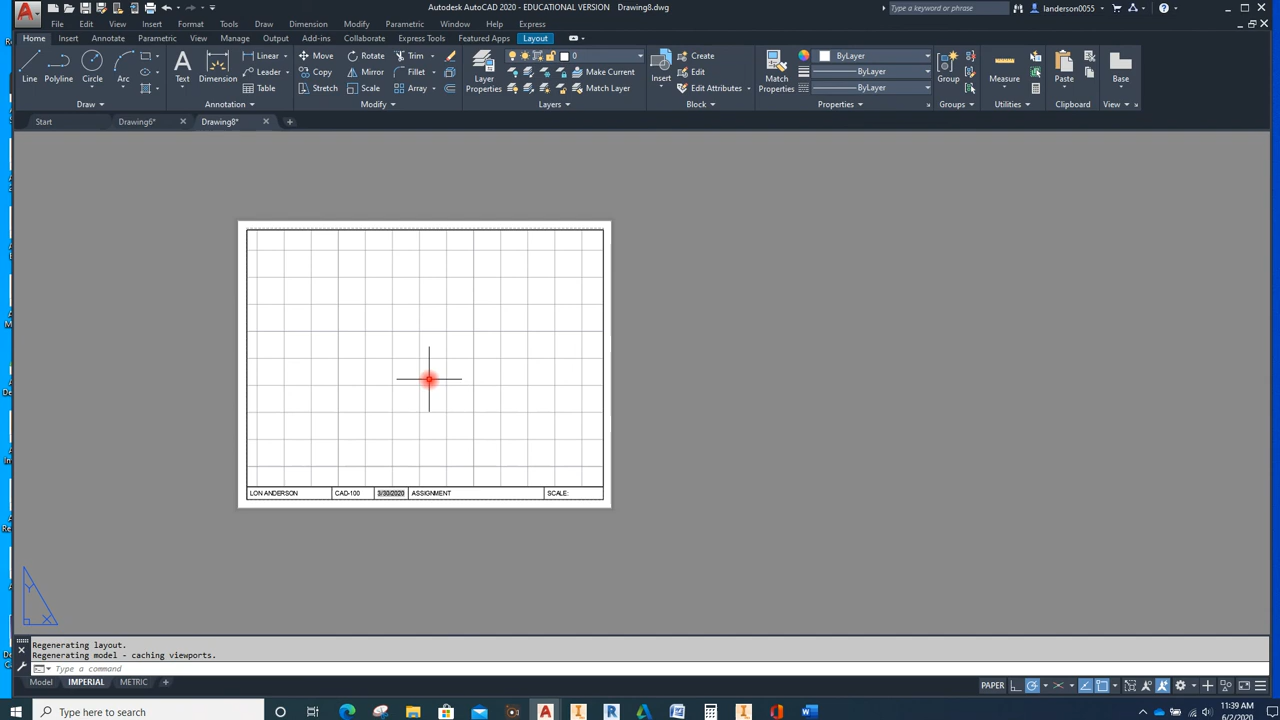 Autodesk AutoCAD 2020 - EDUCATIONAL VERSION Drawing8.dwg
Type a keyword or phrase
landerson0055
File Edit View Insert Format Tools Draw Dimension Modify Parametric Window Help Express
Home Insert Annotate Parametric View Manage Output Add-ins Collaborate Express Tools Featured Apps Layout
Line Polyline Circle Arc
Draw
Text Dimension
Linear
Leader
Table
Annotation
Move Rotate Trim
Copy Mirror Fillet
Stretch Scale Array
Modify
Layer Properties
0
Make Current
Match Layer
Layers
Insert
Create
Edit
Edit Attributes
Block
Match Properties
ByLayer
ByLayer
ByLayer
Properties
Group
Groups
Measure
Utilities
Paste
Clipboard
Base
View
Start Drawing6* Drawing8*
LON ANDERSON CAD-100 3/30/2020 ASSIGNMENT SCALE:
Y
X
Regenerating layout.
Regenerating model - caching viewports.
Type a command
Model IMPERIAL METRIC
PAPER
Type here to search
11:39 AM
6/2/2020